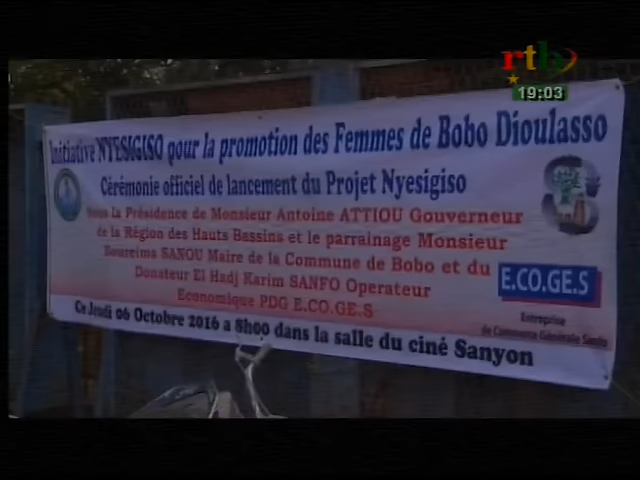 rtb
19:03
Initiative NYESIGISO pour la promotion des Femmes de Bobo Dioulasso
Cérémonie officiel de lancement du Projet Nyesigiso
Sous la Présidence de Monsieur Antoine ATTIOU Gouverneur
de la Région des Hauts Bassins et le parrainage Monsieur
Boureima SANOU Maire de la Commune de Bobo et du
Donateur El Hadj Karim SANFO Operateur
Economique PDG E.CO.GE.S
E.CO.GE.S
Entreprise
de Commerce Générale Sanfo
Ce Jeudi 06 Octobre 2016 a 8h00 dans la salle du ciné Sanyon